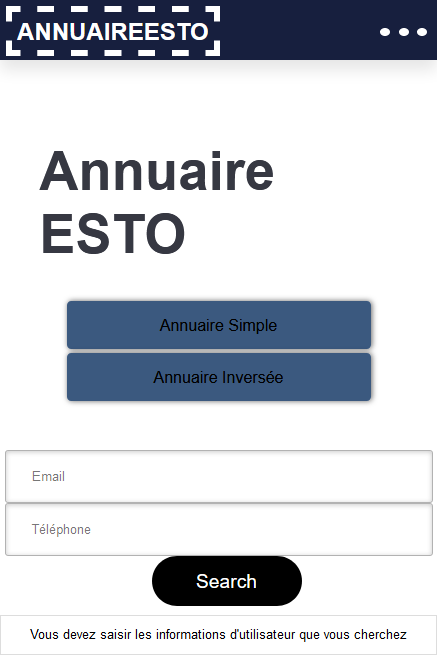 ANNUAIREESTO
Annuaire
ESTO
Annuaire Simple
Annuaire Inversée
Email
Téléphone
Search
Vous devez saisir les informations d'utilisateur que vous cherchez